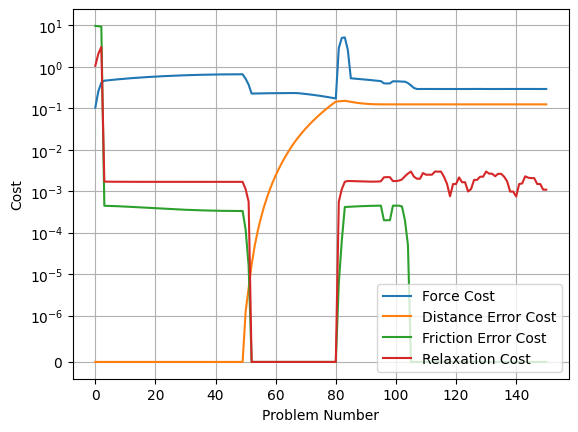 10¹
10⁰
10⁻¹
10⁻²
10⁻³
10⁻⁴
10⁻⁵
10⁻⁶
0
Cost
0 20 40 60 80 100 120 140
Problem Number
Force Cost
Distance Error Cost
Friction Error Cost
Relaxation Cost